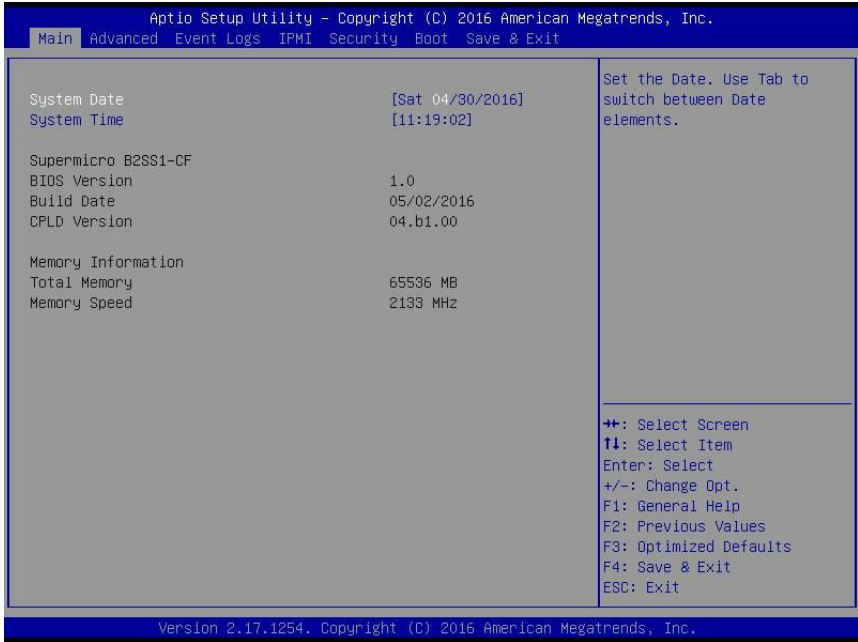 Aptio Setup Utility – Copyright (C) 2016 American Megatrends, Inc.
Main Advanced Event Logs IPMI Security Boot Save & Exit
System Date [Sat 04/30/2016]
System Time [11:19:02]
Supermicro B2SS1-CF
BIOS Version 1.0
Build Date 05/02/2016
CPLD Version 04.b1.00
Memory Information
Total Memory 65536 MB
Memory Speed 2133 MHz
Set the Date. Use Tab to
switch between Date
elements.
→←: Select Screen
↑↓: Select Item
Enter: Select
+/-: Change Opt.
F1: General Help
F2: Previous Values
F3: Optimized Defaults
F4: Save & Exit
ESC: Exit
Version 2.17.1254. Copyright (C) 2016 American Megatrends, Inc.